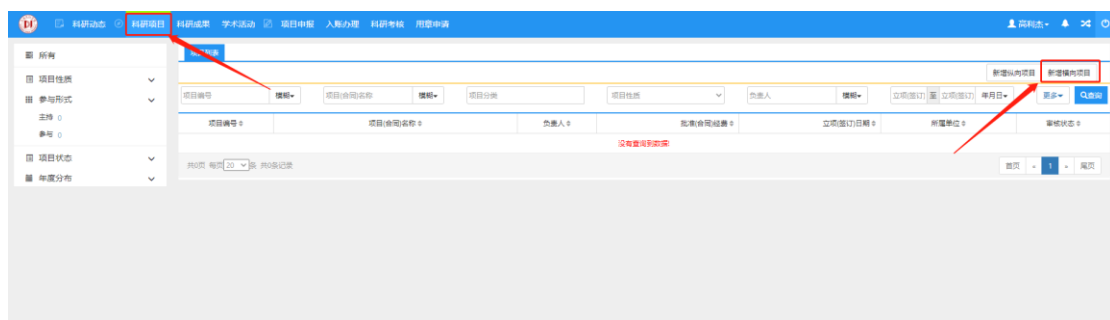 科研动态 科研项目 科研成果 学术活动 项目申报 入账办理 科研考核 用章申请 高利杰
所有
项目列表
新增纵向项目 新增横向项目
项目性质
参与形式
项目编号 模糊 项目(合同)名称 模糊 项目分类 项目性质 负责人 模糊 立项(签订) 至 立项(签订) 年月日 更多 查询
主持 0
参与 0
项目编号 项目(合同)名称 负责人 批准(合同)经费 立项(签订)日期 所属单位 审核状态
没有查询到数据!
项目状态
年度分布
共0页 每页 20 条 共0条记录
首页 « 1 » 尾页